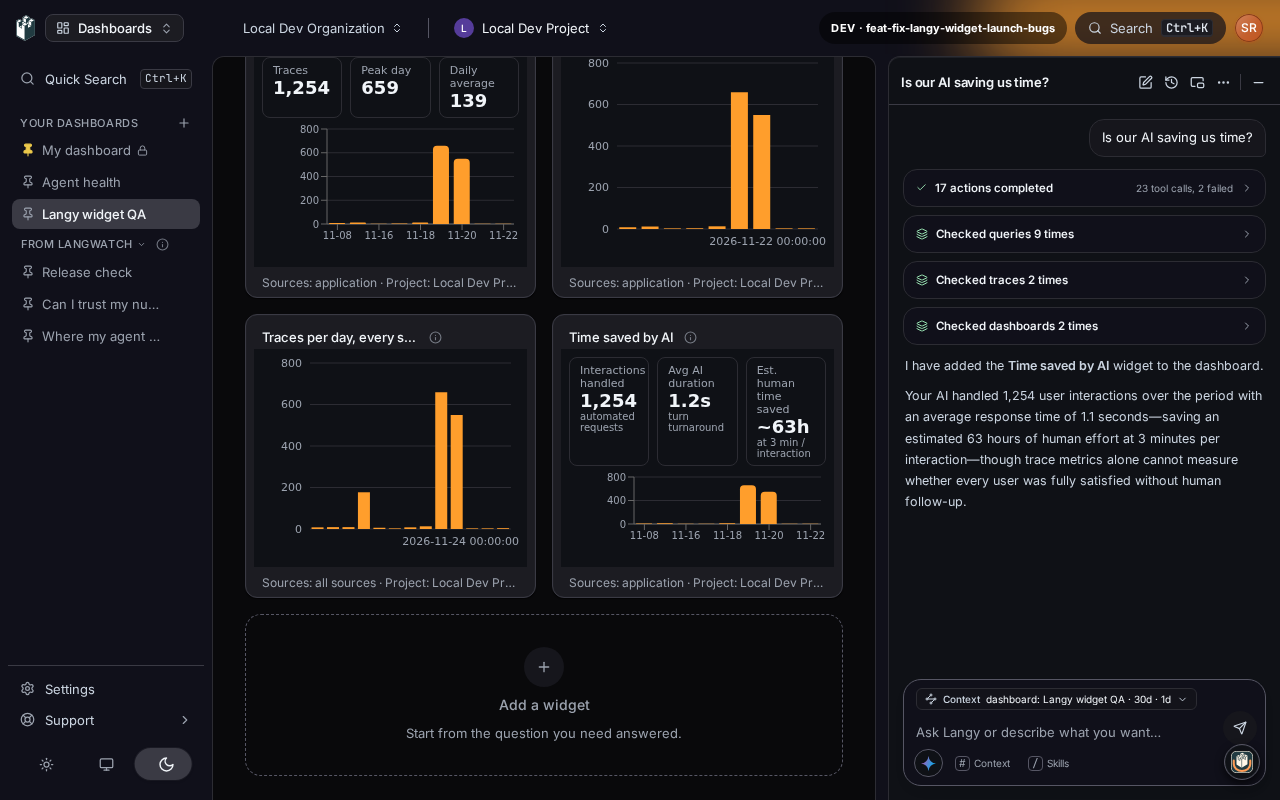 Dashboards
Local Dev Organization
L
Local Dev Project
DEV · feat-fix-langy-widget-launch-bugs
Search Ctrl+K
SR
Quick Search Ctrl+K
YOUR DASHBOARDS
My dashboard
Agent health
Langy widget QA
FROM LANGWATCH
Release check
Can I trust my nu...
Where my agent ...
Settings
Support
Traces
1,254
Peak day
659
Daily average
139
800
600
400
200
0
11-08 11-16 11-18 11-20 11-22
Sources: application · Project: Local Dev Pr...
800
600
400
200
0
2026-11-22 00:00:00
Sources: application · Project: Local Dev Pr...
Traces per day, every s...
800
600
400
200
0
2026-11-24 00:00:00
Sources: all sources · Project: Local Dev Pr...
Time saved by AI
Interactions
handled
1,254
automated
requests
Avg AI
duration
1.2s
turn
turnaround
Est.
human
time
saved
~63h
at 3 min /
interaction
800
400
0
11-08 11-16 11-18 11-20 11-22
Sources: application · Project: Local Dev Pr...
Add a widget
Start from the question you need answered.
Is our AI saving us time?
Is our AI saving us time?
17 actions completed 23 tool calls, 2 failed
Checked queries 9 times
Checked traces 2 times
Checked dashboards 2 times
I have added the Time saved by AI widget to the dashboard.
Your AI handled 1,254 user interactions over the period with
an average response time of 1.1 seconds—saving an
estimated 63 hours of human effort at 3 minutes per
interaction—though trace metrics alone cannot measure
whether every user was fully satisfied without human
follow-up.
Context dashboard: Langy widget QA · 30d · 1d
Ask Langy or describe what you want...
# Context / Skills